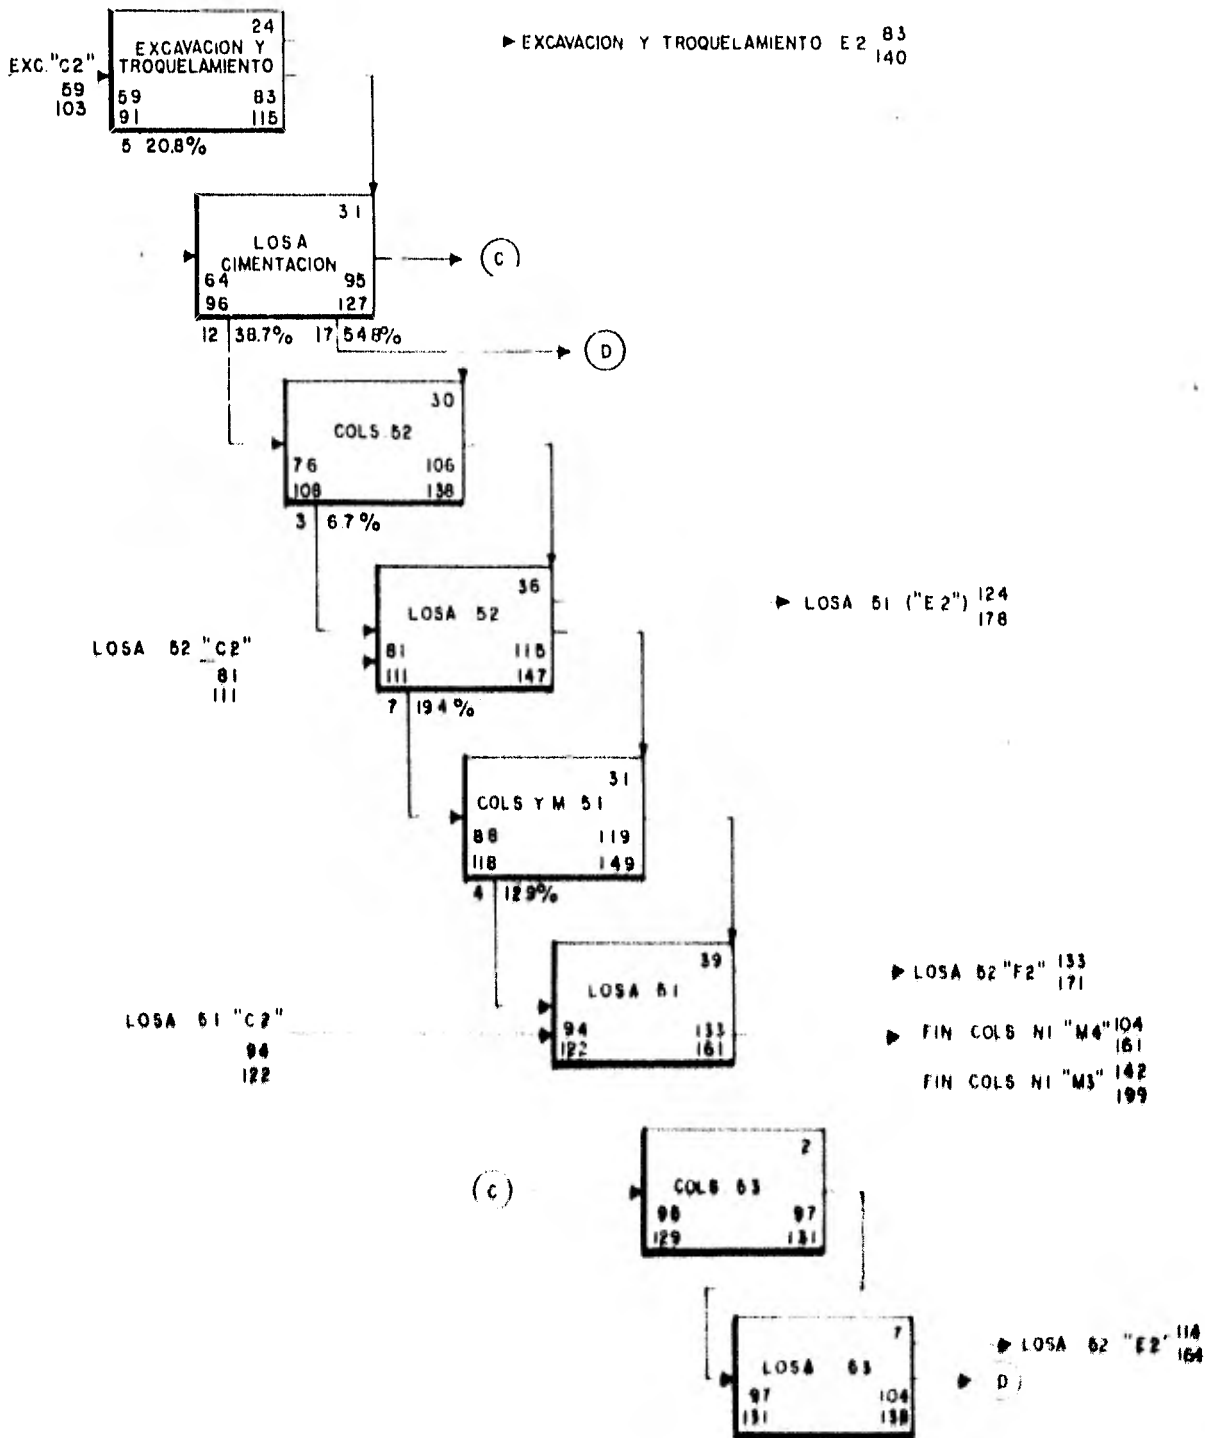 24
EXCAVACION Y
TROQUELAMIENTO
59 83
91 115
5 20.8%
EXC."C2"
59
103
EXCAVACION Y TROQUELAMIENTO E2 83
140
31
LOSA
CIMENTACION
64 95
96 127
12 38.7% 17 54.8%
C
D
30
COLS 52
76 106
108 138
3 6.7%
36
LOSA 52
81 115
111 147
7 19.4%
LOSA 52 "C2"
81
111
LOSA 51 ("E2") 124
178
31
COLS Y M 51
88 119
118 149
4 12.9%
39
LOSA 51
94 133
122 161
LOSA 51 "C2"
94
122
LOSA 52 "F2" 133
171
FIN COLS N1 "M4" 104
161
FIN COLS N1 "M3" 142
199
C
2
COLS 53
97
129 131
7
LOSA 53
97 104
131 138
LOSA 52 "E2"
164
D